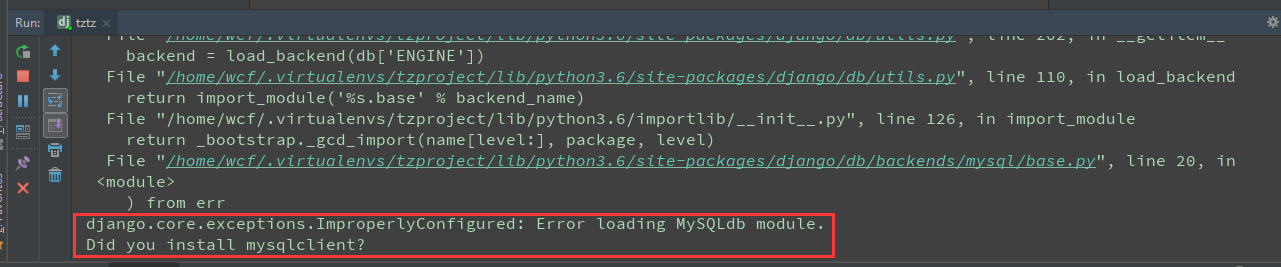 Run: dj tztz
File "/home/wcf/.virtualenvs/tzproject/lib/python3.6/site-packages/django/db/utils.py", line 202, in __getitem__
backend = load_backend(db['ENGINE'])
File "/home/wcf/.virtualenvs/tzproject/lib/python3.6/site-packages/django/db/utils.py", line 110, in load_backend
return import_module('%s.base' % backend_name)
File "/home/wcf/.virtualenvs/tzproject/lib/python3.6/importlib/__init__.py", line 126, in import_module
return _bootstrap._gcd_import(name[level:], package, level)
File "/home/wcf/.virtualenvs/tzproject/lib/python3.6/site-packages/django/db/backends/mysql/base.py", line 20, in
<module>
) from err
django.core.exceptions.ImproperlyConfigured: Error loading MySQLdb module.
Did you install mysqlclient?